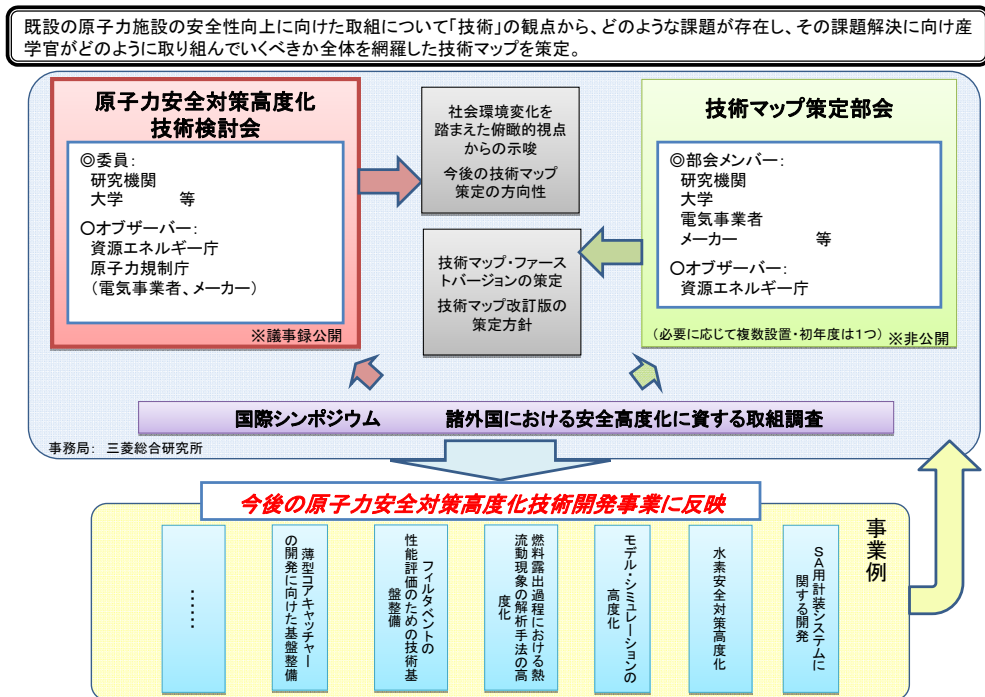 既設の原子力施設の安全性向上に向けた取組について「技術」の観点から、どのような課題が存在し、その課題解決に向け産
学官がどのように取り組んでいくべきか全体を網羅した技術マップを策定。
原子力安全対策高度化
技術検討会
◎委員:
研究機関
大学 等
○オブザーバー:
資源エネルギー庁
原子力規制庁
(電気事業者、メーカー)
※議事録公開
社会環境変化を
踏まえた俯瞰的視点
からの示唆
今後の技術マップ
策定の方向性
技術マップ・ファース
トバージョンの策定
技術マップ改訂版の
策定方針
技術マップ策定部会
◎部会メンバー:
研究機関
大学
電気事業者
メーカー 等
○オブザーバー:
資源エネルギー庁
(必要に応じて複数設置・初年度は1つ) ※非公開
国際シンポジウム 諸外国における安全高度化に資する取組調査
事務局: 三菱総合研究所
今後の原子力安全対策高度化技術開発事業に反映
事業例
SA用計装システムに
関する開発
水素安全対策高度化
モデル・シミュレーションの
高度化
燃料露出過程における熱
流動現象の解析手法の高
度化
フィルタベントの
性能評価のための技術基
盤整備
薄型コアキャッチャー
の開発に向けた基盤整備
……